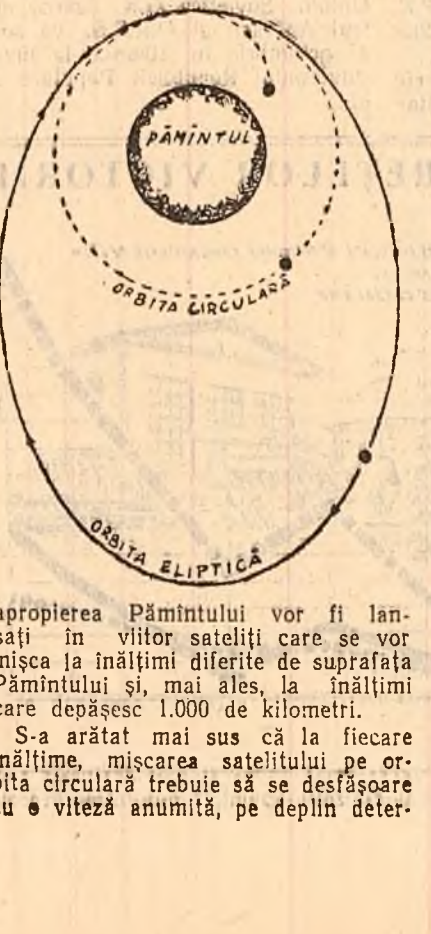 PĂMÎNTUL
ORBITA CIRCULARĂ
ORBITA ELIPTICĂ
apropierea Pămîntului vor fi lan-
sați în viitor sateliți care se vor
mișca la înălțimi diferite de suprafața
Pămîntului și, mai ales, la înălțimi
care depășesc 1.000 de kilometri.
S-a arătat mai sus că la fiecare
înălțime, mișcarea satelitului pe or-
bita circulară trebuie să se desfășoare
cu o viteză anumită, pe deplin deter-